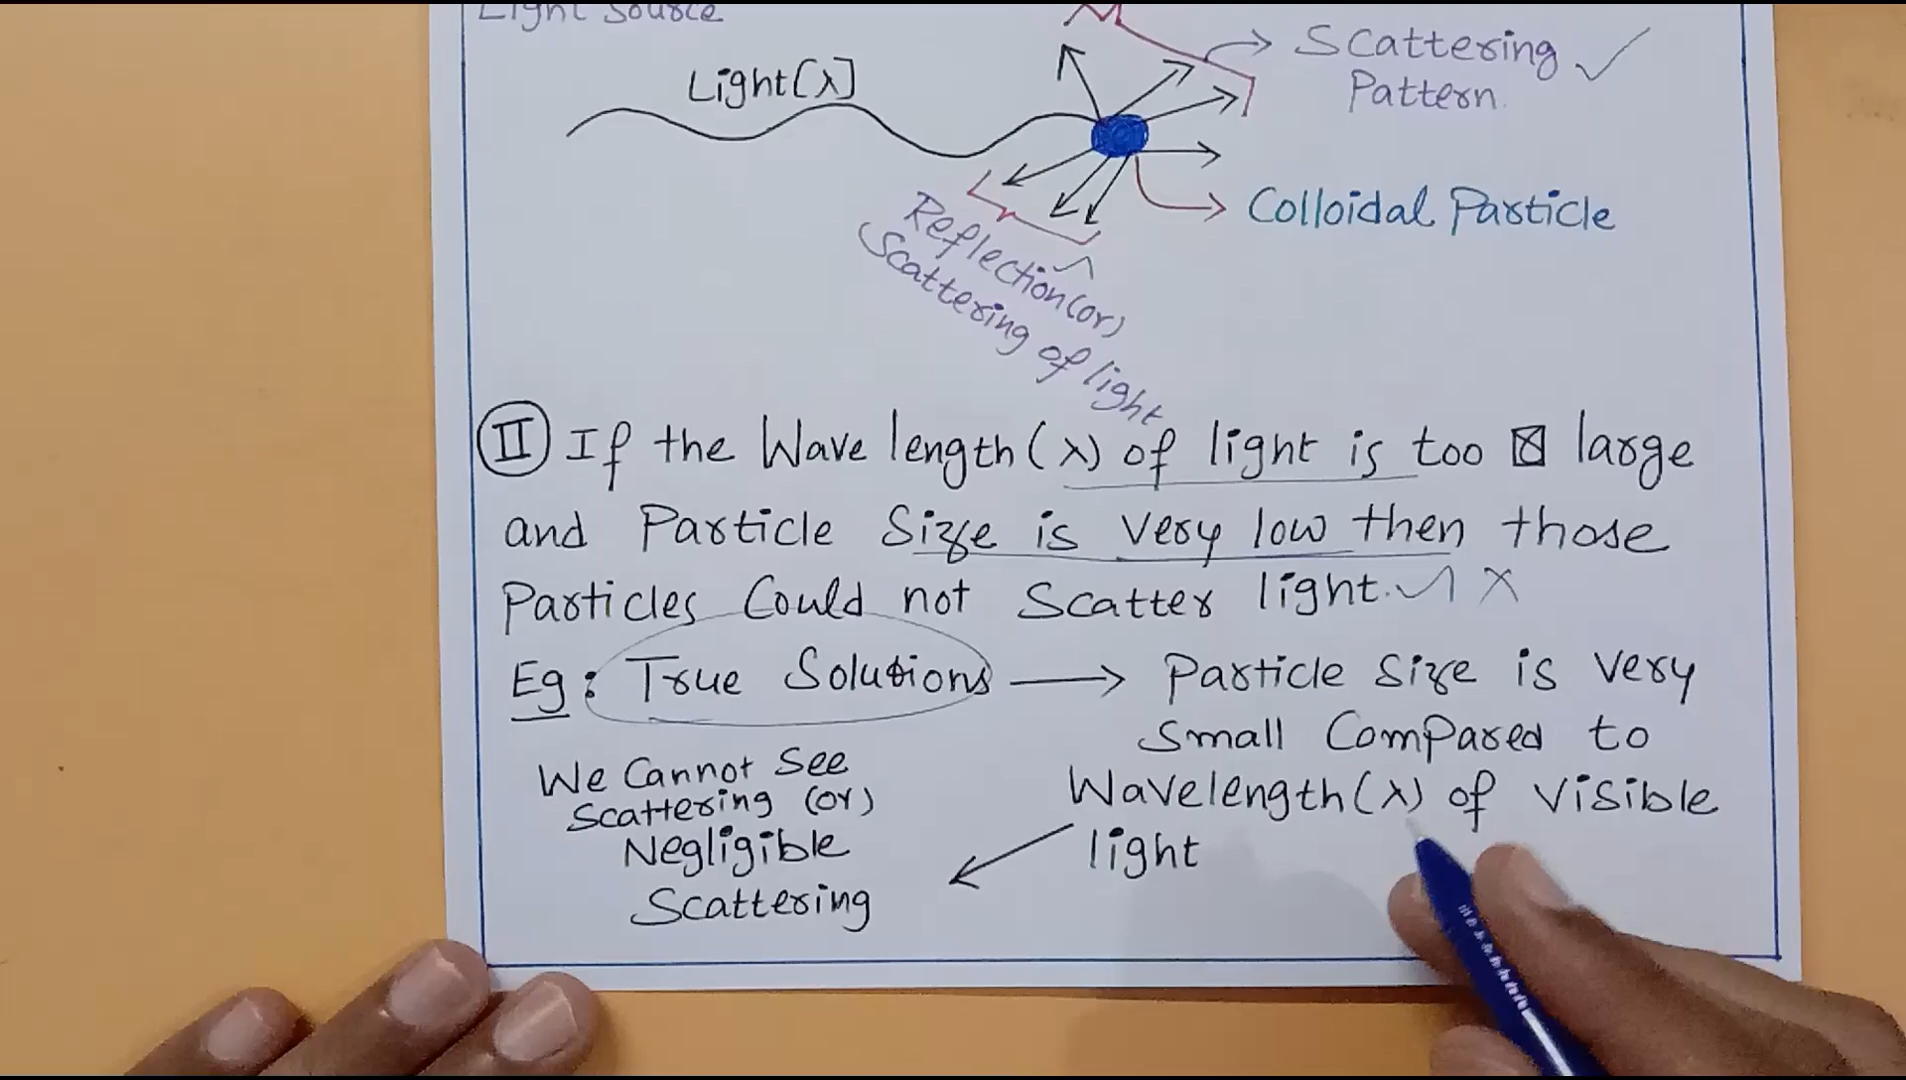 Light Source
Light(λ)
Scattering
Pattern.
Colloidal Particle
Reflection(or)
Scattering of light
II If the Wave length(λ) of light is too large
and Particle Size is very low then those
Particles Could not Scatter light.
Eg: True Solutions → Particle Size is very
Small Compared to
Wavelength(λ) of visible
light
We Cannot See
Scattering (or)
Negligible
Scattering